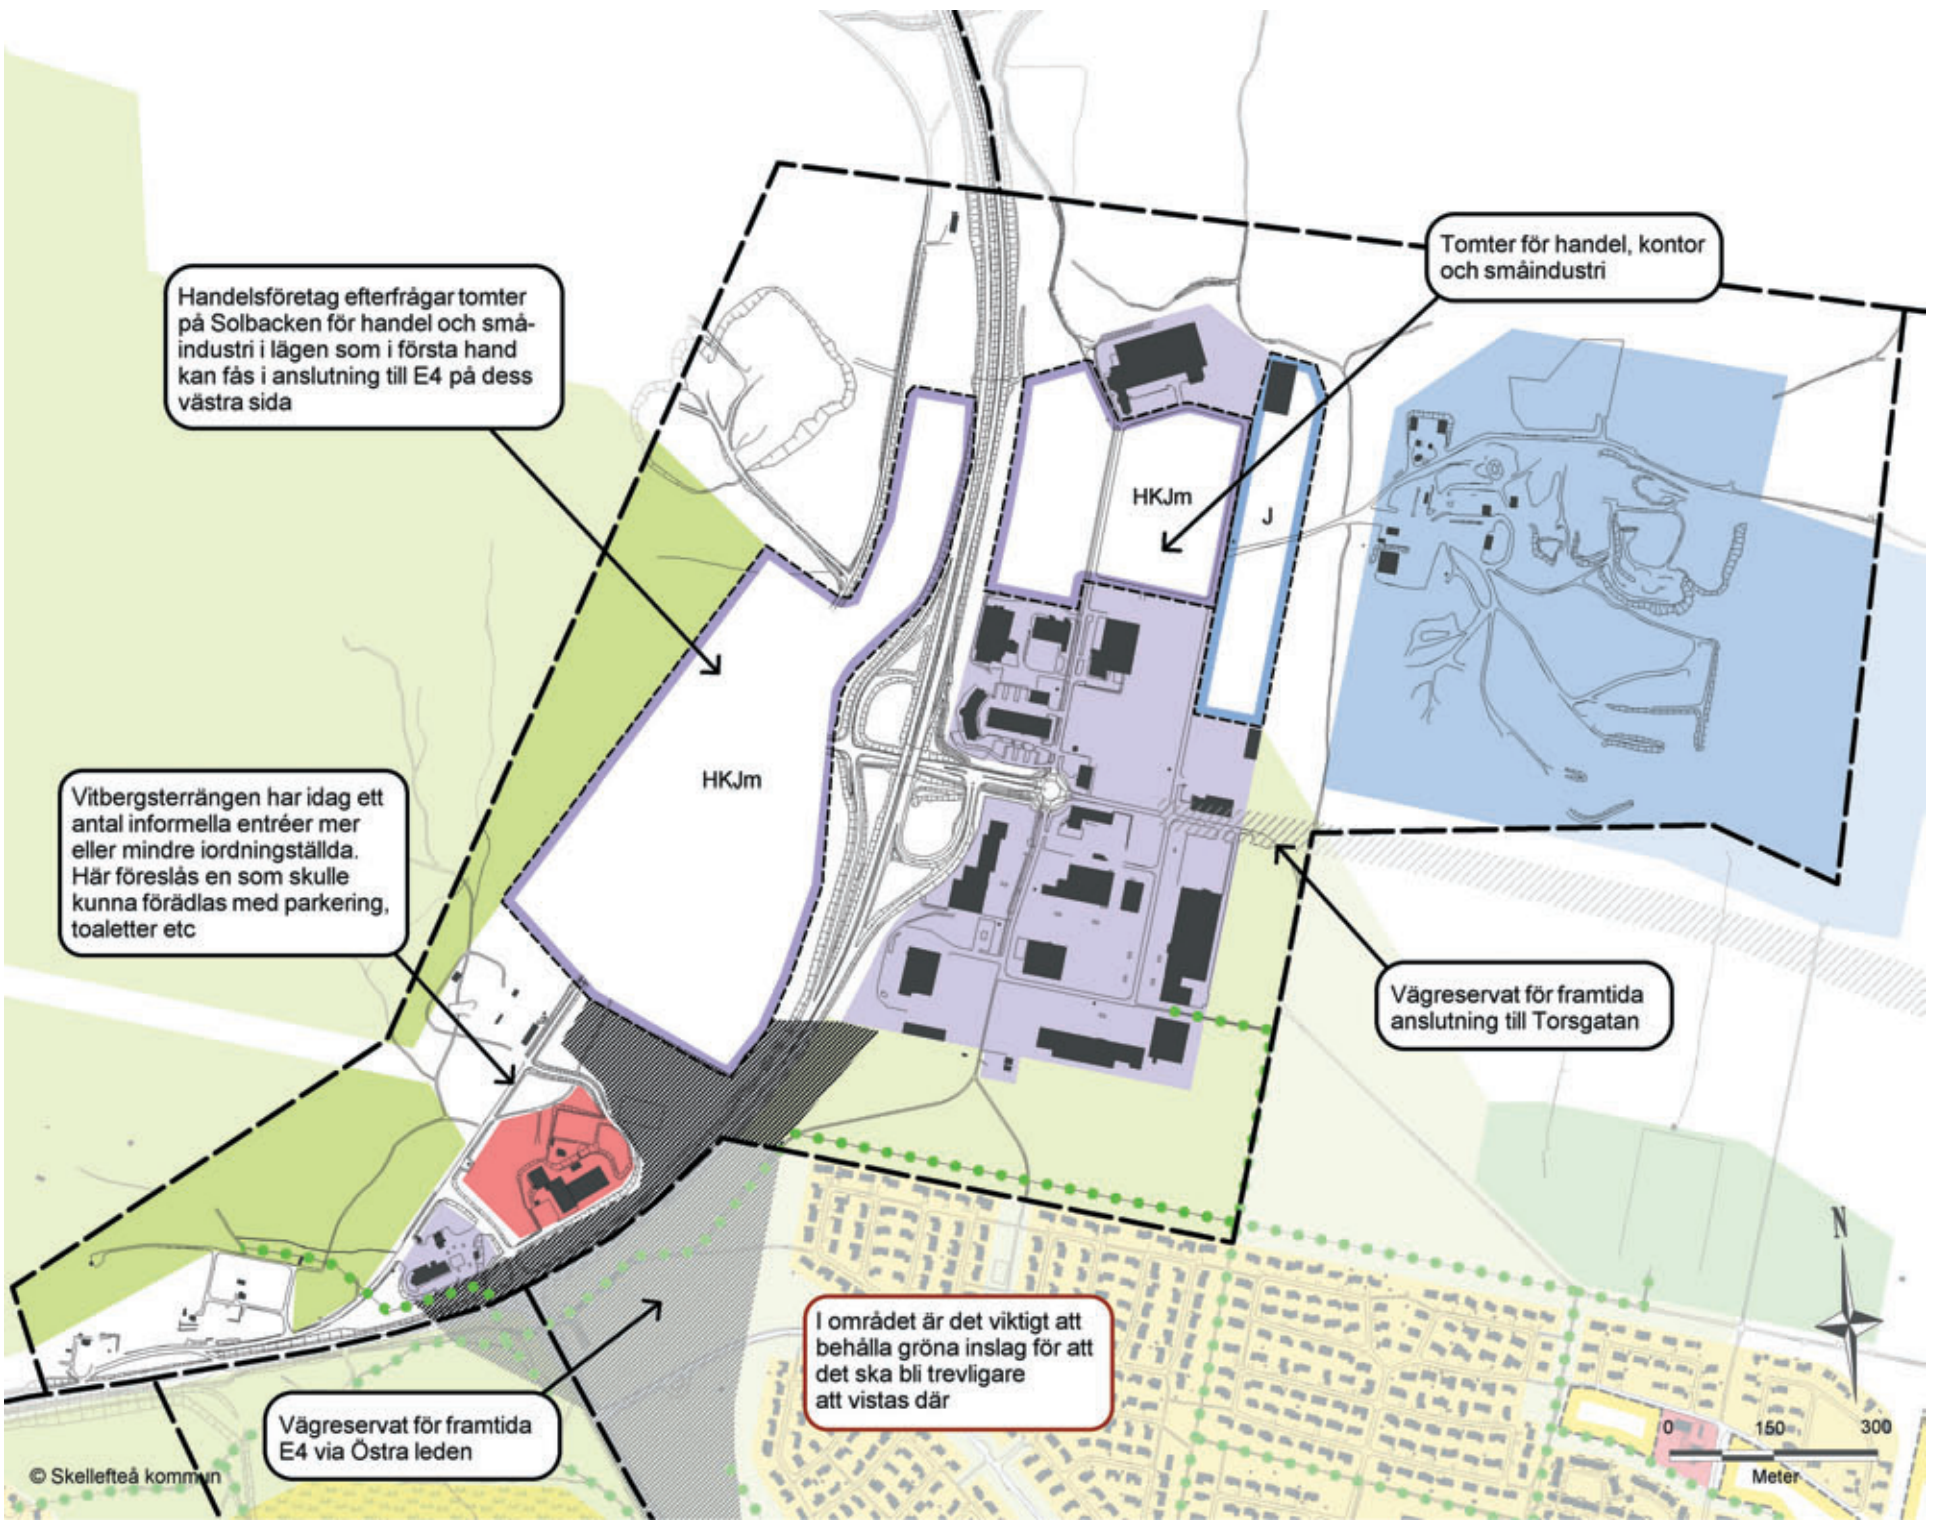 Tomter för handel, kontor
och småindustri
Handelsföretag efterfrågar tomter
på Solbacken för handel och små-
industri i lägen som i första hand
kan fås i anslutning till E4 på dess
västra sida
HKJm
J
HKJm
Vitbergsterrängen har idag ett
antal informella entréer mer
eller mindre iordningställda.
Här föreslås en som skulle
kunna förädlas med parkering,
toaletter etc
Vägreservat för framtida
anslutning till Torsgatan
N
I området är det viktigt att
behålla gröna inslag för att
det ska bli trevligare
att vistas där
Vägreservat för framtida
E4 via Östra leden
0 150 300
Meter
© Skellefteå kommun